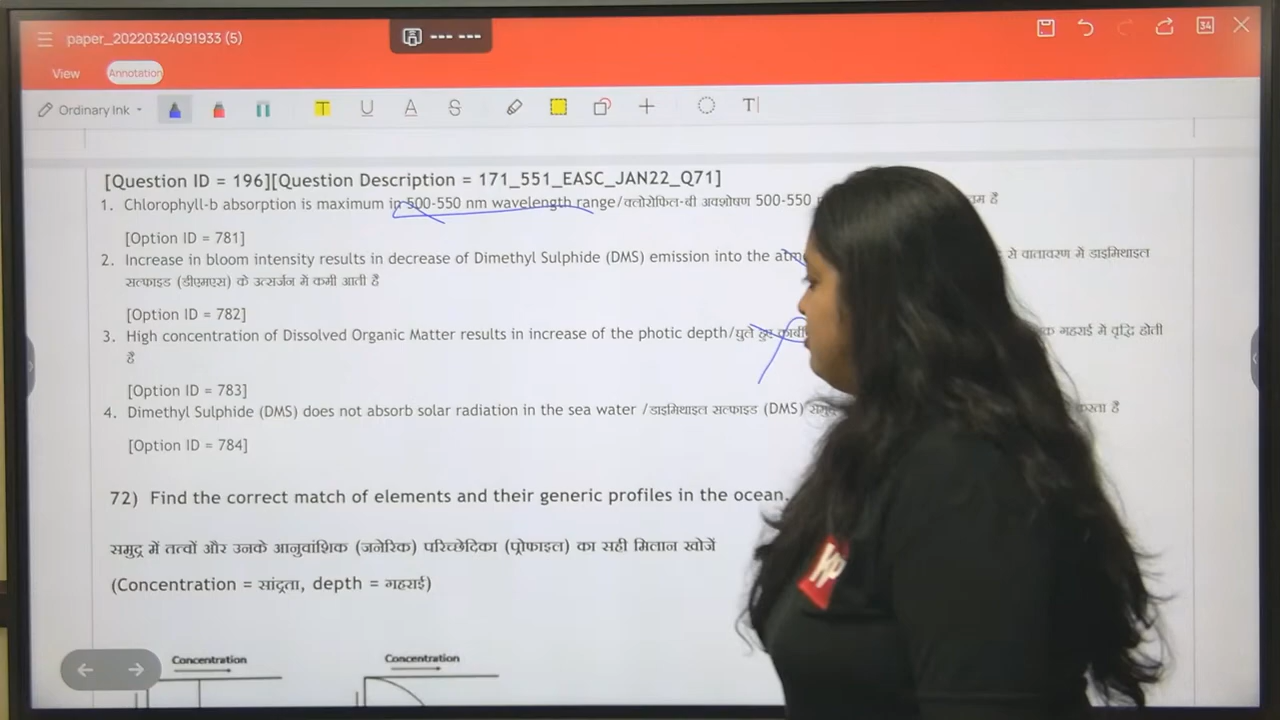 paper_20220324091933 (5)
--- ---
34
View
Annotation
Ordinary Ink
T U A S T|
[Question ID = 196][Question Description = 171_551_EASC_JAN22_Q71]
1. Chlorophyll-b absorption is maximum in 500-550 nm wavelength range/क्लोरोफिल-बी अवशोषण 500-550 है
[Option ID = 781]
2. Increase in bloom intensity results in decrease of Dimethyl Sulphide (DMS) emission into the से वातावरण में डाइमिथाइल
सल्फाइड (डीएमएस) के उत्सर्जन में कमी आती है
[Option ID = 782]
3. High concentration of Dissolved Organic Matter results in increase of the photic depth/घुले हुए गहराई में वृद्धि होती
है
[Option ID = 783]
4. Dimethyl Sulphide (DMS) does not absorb solar radiation in the sea water /डाइमिथाइल सल्फाइड (DMS) करता है
[Option ID = 784]
72) Find the correct match of elements and their generic profiles in the ocean.
समुद्र में तत्वों और उनके आनुवांशिक (जनेरिक) परिच्छेदिका (प्रोफाइल) का सही मिलान खोजें
(Concentration = सांद्रता, depth = गहराई)
Concentration Concentration